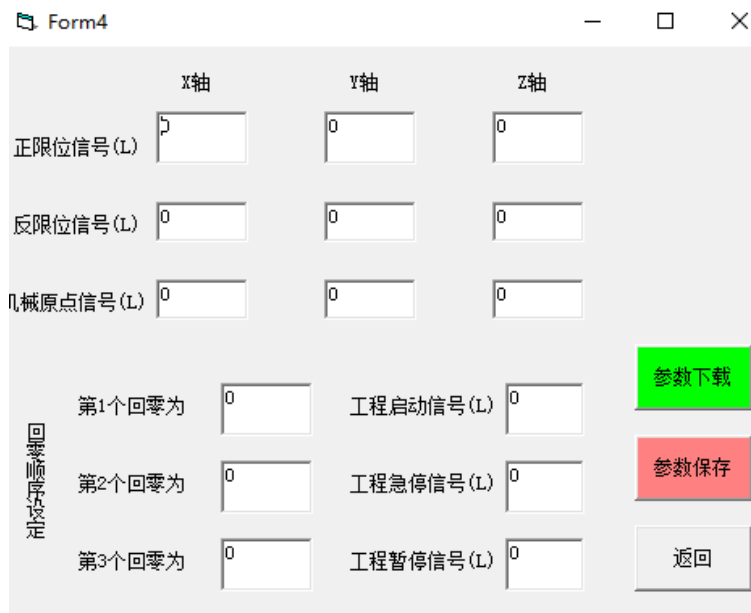 Form4
X轴 Y轴 Z轴
正限位信号(L) 0 0
反限位信号(L) 0 0 0
机械原点信号(L) 0 0 0
第1个回零为 0 工程启动信号(L) 0
参数下载
回零顺序设定
第2个回零为 0 工程急停信号(L) 0
参数保存
第3个回零为 0 工程暂停信号(L) 0
返回